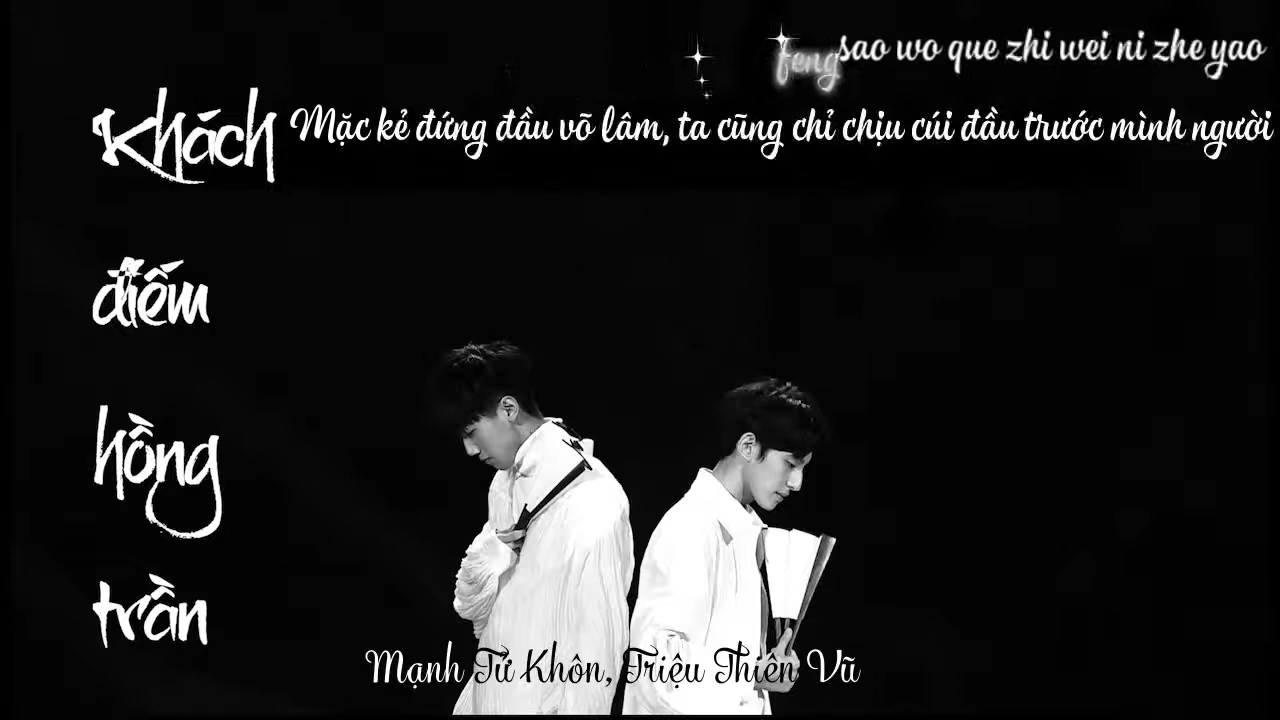 feng sao wo que zhi wei ni zhe yao
Mặc kẻ đứng đầu võ lâm, ta cũng chỉ chịu cúi đầu trước mình người
Khách
điếm
hồng
trần
Mạnh Tử Khôn, Triệu Thiên Vũ